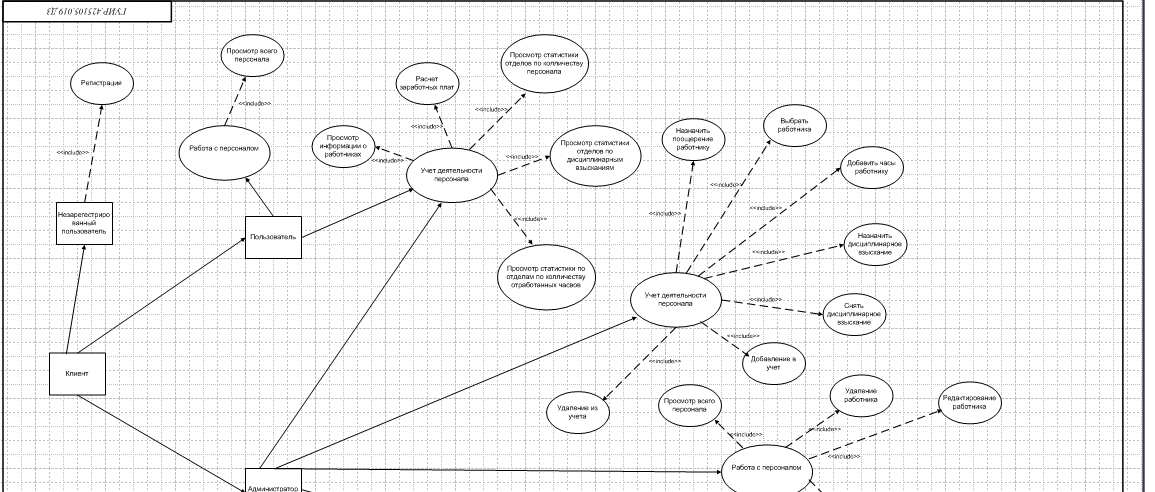 ГУИР.425105.019 ДЗ
Просмотр всего
персонала
Просмотр статистики
отделов по колличеству
персонала
Регистрация
Расчет
заработных плат
<<include>>
<<include>>
<<include>>
Выбрать
работника
Назначить
поощерение
работнику
<<include>>
Просмотр
информации о
работниках
Просмотр статистики
отделов по
дисциплинарным
взысканиям
Работа с персоналом
<<include>>
<<include>>
<<include>>
Учет деятельности
персонала
Добавить часы
работнику
<<include>>
<<include>>
<<include>>
<<include>>
Незарегестриро
ванный
пользователь
Пользователь
Назначить
дисциплинарное
взыскание
<<include>>
Просмотр статистики по
отделам по колличеству
отработанных часов
Учет деятельности
персонала
<<include>>
Снять
дисциплинарное
взыскание
<<include>>
<<include>>
Добавление в
учет
Клиент
Удаление из
учета
Просмотр всего
персонала
Удаление
работника
Редактирование
работника
<<include>>
<<include>>
<<include>>
Работа с персоналом
Администратор